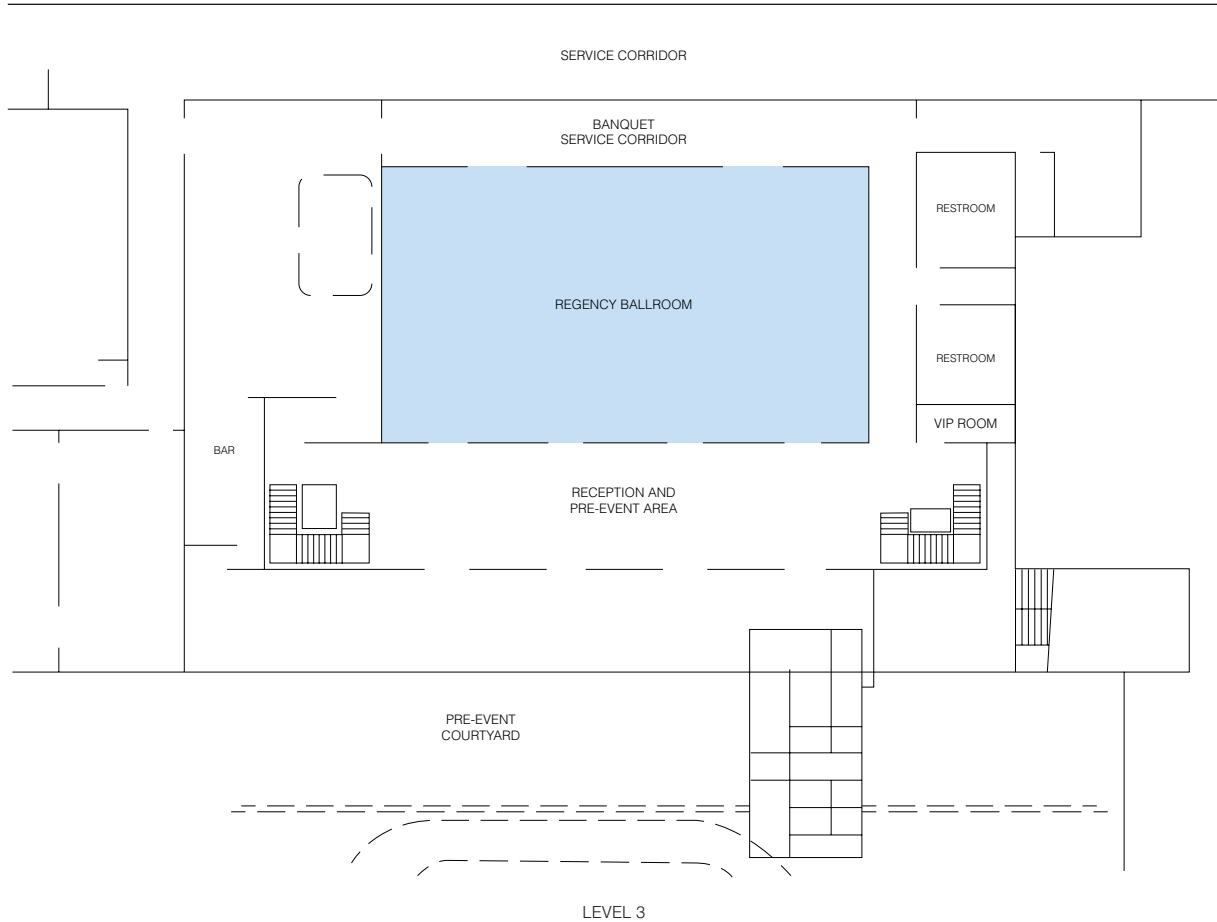 SERVICE CORRIDOR
BANQUET
SERVICE CORRIDOR
RESTROOM
REGENCY BALLROOM
RESTROOM
VIP ROOM
BAR
RECEPTION AND
PRE-EVENT AREA
PRE-EVENT
COURTYARD
LEVEL 3